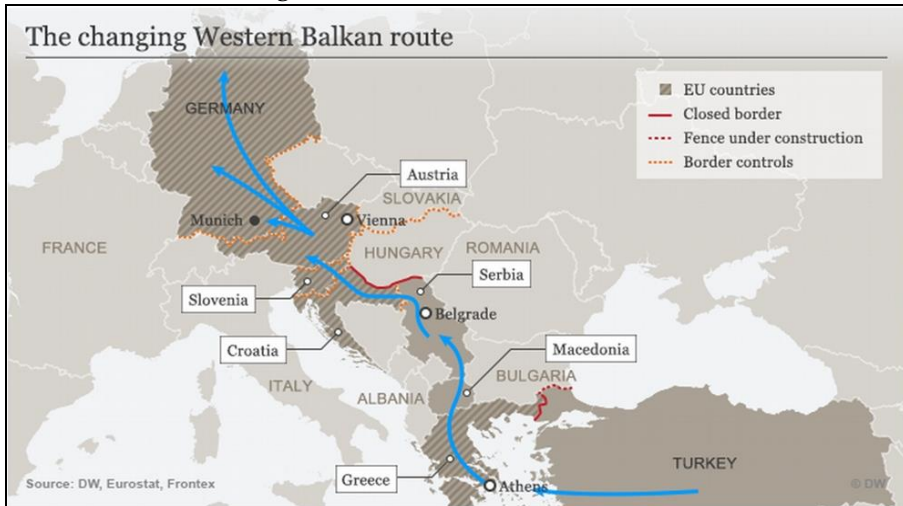 The changing Western Balkan route
EU countries
Closed border
Fence under construction
Border controls
GERMANY
Austria
SLOVAKIA
Munich
Vienna
FRANCE
HUNGARY
ROMANIA
Serbia
Slovenia
Belgrade
Croatia
Macedonia
BULGARIA
ITALY
ALBANIA
TURKEY
Greece
Athens
Source: DW, Eurostat, Frontex
© DW